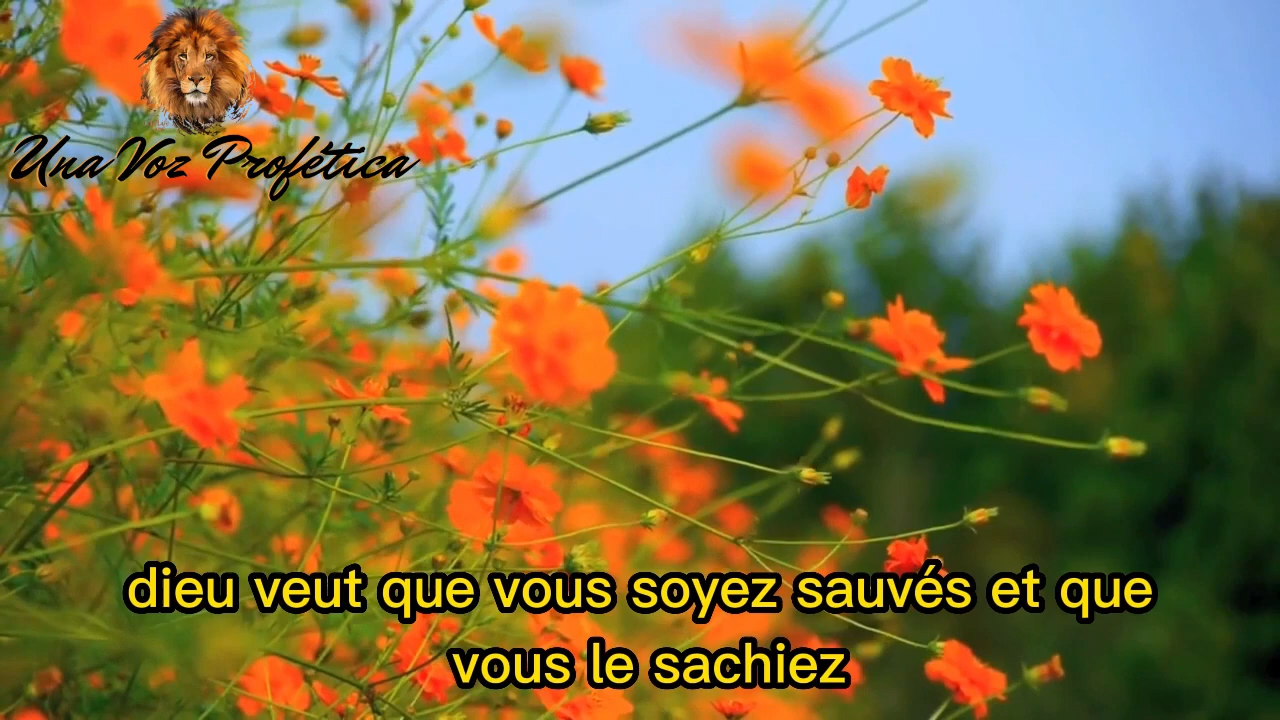 Una Voz Profética
dieu veut que vous soyez sauvés et que
vous le sachiez